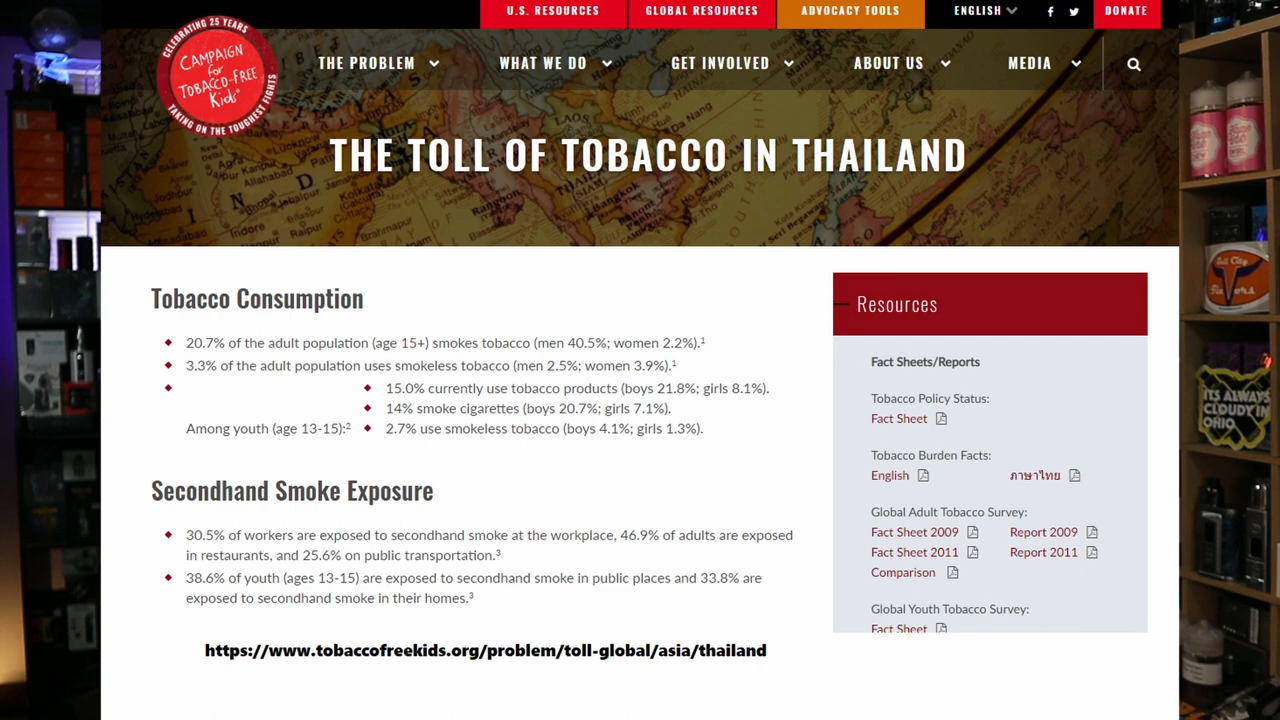 U.S. RESOURCES
GLOBAL RESOURCES
ADVOCACY TOOLS
ENGLISH
DONATE
CELEBRATING 25 YEARS
CAMPAIGN
for
TOBACCO-FREE
Kids
TAKING ON THE TOUGHEST FIGHTS
THE PROBLEM
WHAT WE DO
GET INVOLVED
ABOUT US
MEDIA
THE TOLL OF TOBACCO IN THAILAND
Tobacco Consumption
20.7% of the adult population (age 15+) smokes tobacco (men 40.5%; women 2.2%).1
3.3% of the adult population uses smokeless tobacco (men 2.5%; women 3.9%).1
15.0% currently use tobacco products (boys 21.8%; girls 8.1%).
14% smoke cigarettes (boys 20.7%; girls 7.1%).
Among youth (age 13-15):2
2.7% use smokeless tobacco (boys 4.1%; girls 1.3%).
Secondhand Smoke Exposure
30.5% of workers are exposed to secondhand smoke at the workplace, 46.9% of adults are exposed
in restaurants, and 25.6% on public transportation.3
38.6% of youth (ages 13-15) are exposed to secondhand smoke in public places and 33.8% are
exposed to secondhand smoke in their homes.3
https://www.tobaccofreekids.org/problem/toll-global/asia/thailand
Resources
Fact Sheets/Reports
Tobacco Policy Status:
Fact Sheet
Tobacco Burden Facts:
English
ภาษาไทย
Global Adult Tobacco Survey:
Fact Sheet 2009
Report 2009
Fact Sheet 2011
Report 2011
Comparison
Global Youth Tobacco Survey:
Fact Sheet
ITS ALWAYS
CLOUDY IN
OHIO